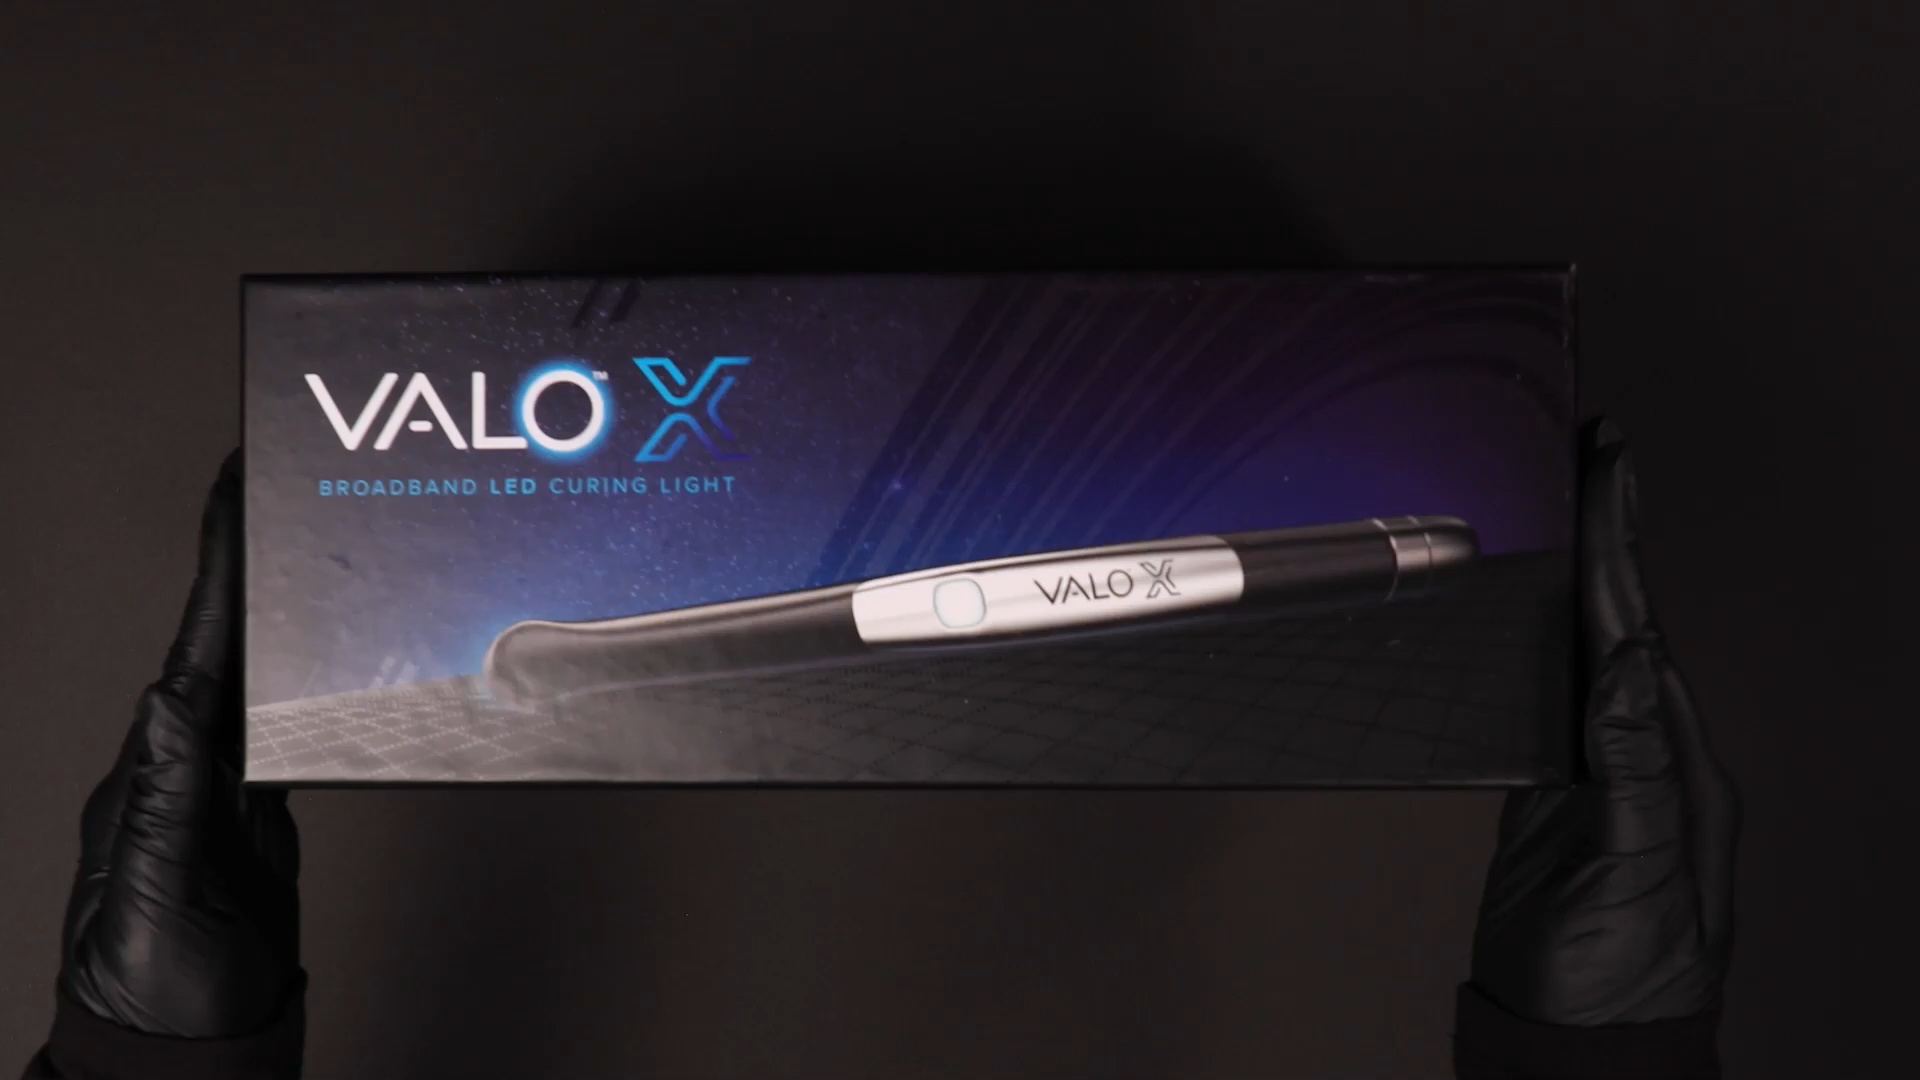 VALO™ X
BROADBAND LED CURING LIGHT
VALO X